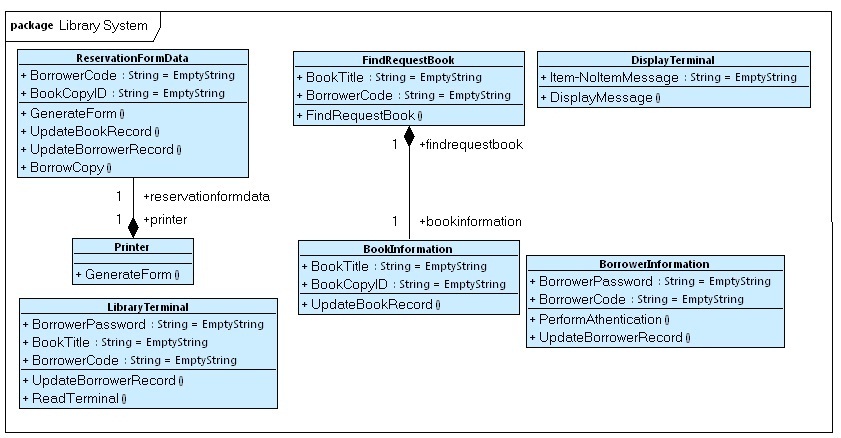 package Library System
ReservationFormData
+ BorrowerCode : String = EmptyString
+ BookCopyID : String = EmptyString
+ GenerateForm ()
+ UpdateBookRecord ()
+ UpdateBorrowerRecord ()
+ BorrowCopy ()
1 +reservationformdata
1 +printer
Printer
+ GenerateForm ()
LibraryTerminal
+ BorrowerPassword : String = EmptyString
+ BookTitle : String = EmptyString
+ BorrowerCode : String = EmptyString
+ UpdateBorrowerRecord ()
+ ReadTerminal ()
FindRequestBook
+ BookTitle : String = EmptyString
+ BorrowerCode : String = EmptyString
+ FindRequestBook ()
1 +findrequestbook
1 +bookinformation
BookInformation
+ BookTitle : String = EmptyString
+ BookCopyID : String = EmptyString
+ UpdateBookRecord ()
DisplayTerminal
+ Item-NoItemMessage : String = EmptyString
+ DisplayMessage ()
BorrowerInformation
+ BorrowerPassword : String = EmptyString
+ BorrowerCode : String = EmptyString
+ PerformAthentication ()
+ UpdateBorrowerRecord ()